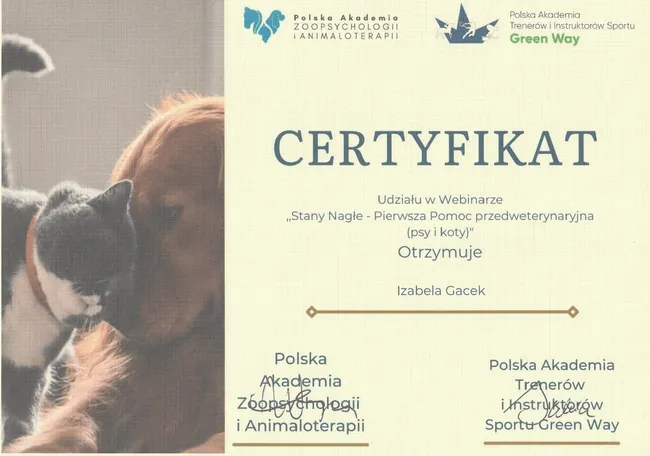 Polska Akademia
ZOOPSYCHOLOGII
i ANIMALOTERAPII
Polska Akademia
Trenerów i Instruktorów Sportu
Green Way
CERTYFIKAT
Udziału w Webinarze
„Stany Nagłe - Pierwsza Pomoc przedweterynaryjna
(psy i koty)"
Otrzymuje
Izabela Gacek
Polska
Akademia
Zoopsychologii
i Animaloterapii
Polska Akademia
Trenerów
i Instruktorów
Sportu Green Way